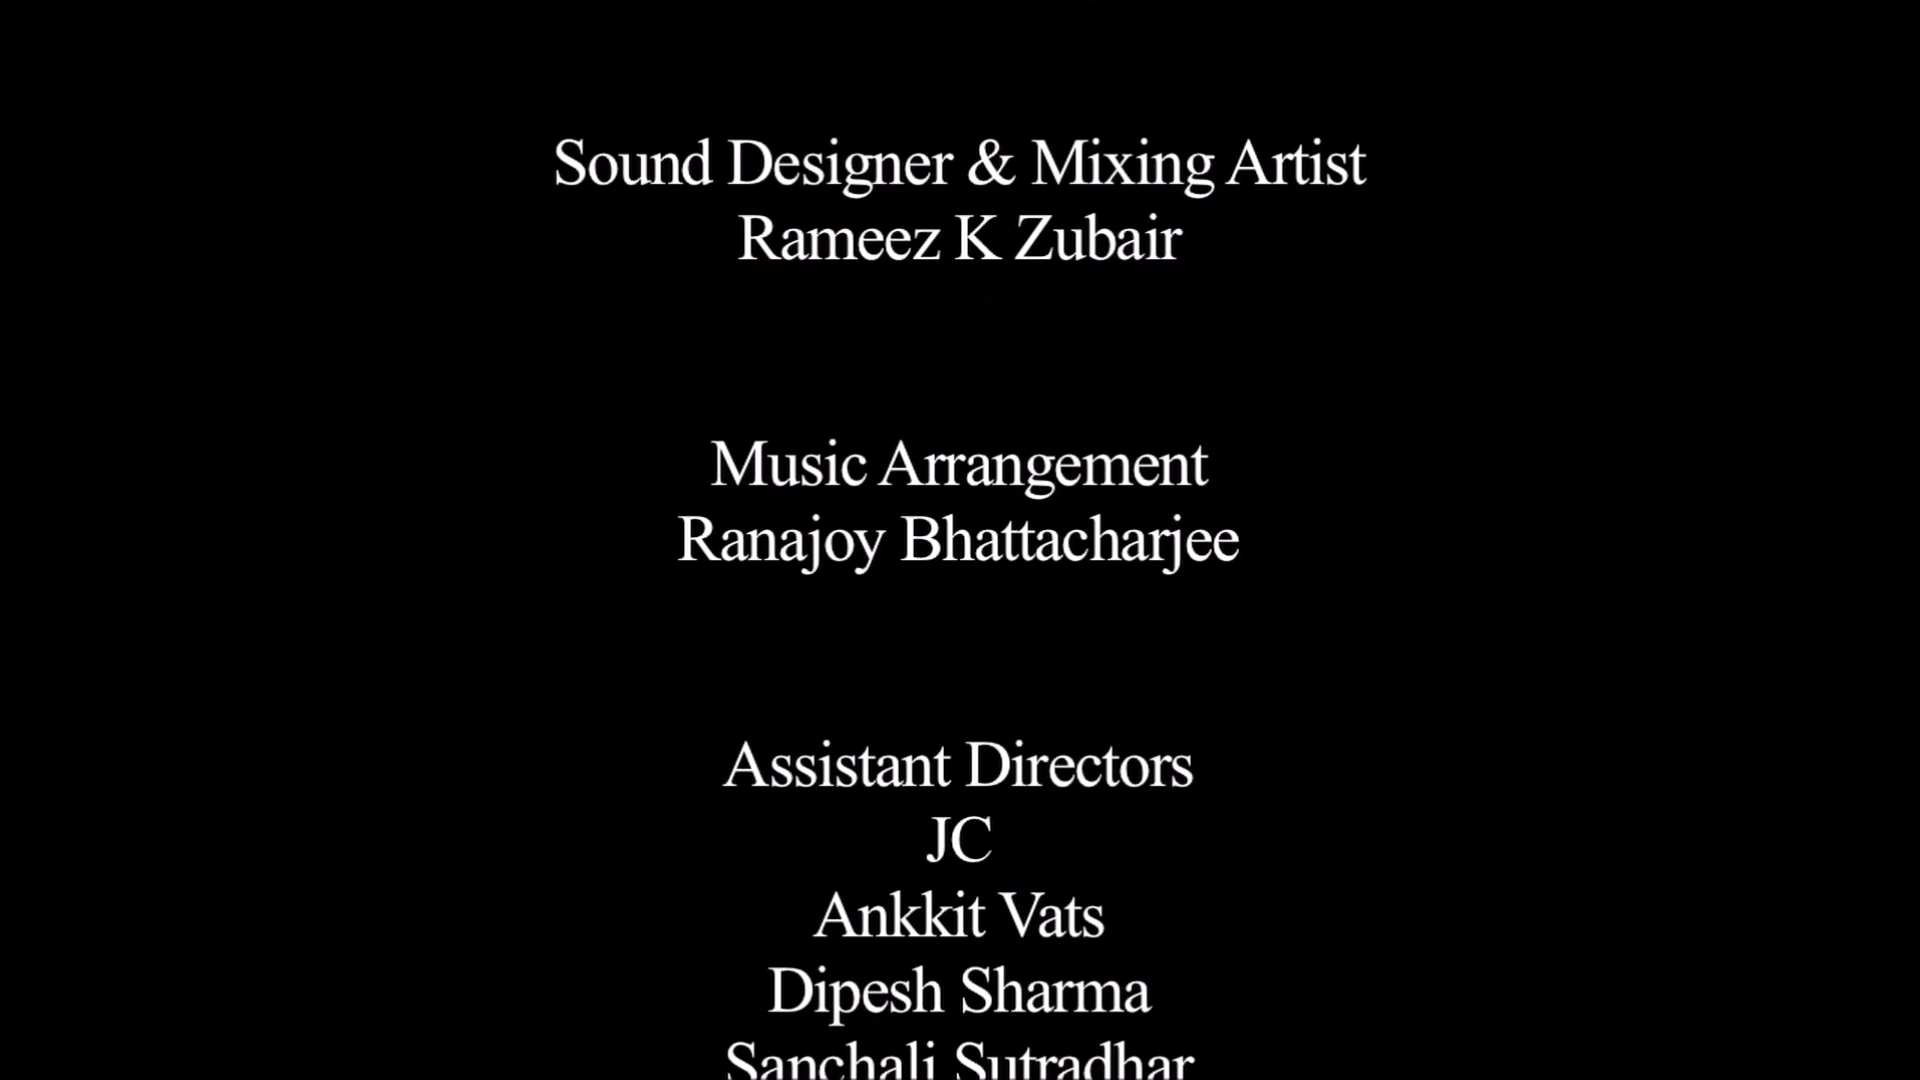 Sound Designer & Mixing Artist
Rameez K Zubair
Music Arrangement
Ranajoy Bhattacharjee
Assistant Directors
JC
Ankkit Vats
Dipesh Sharma
Sanchali Sutradhar